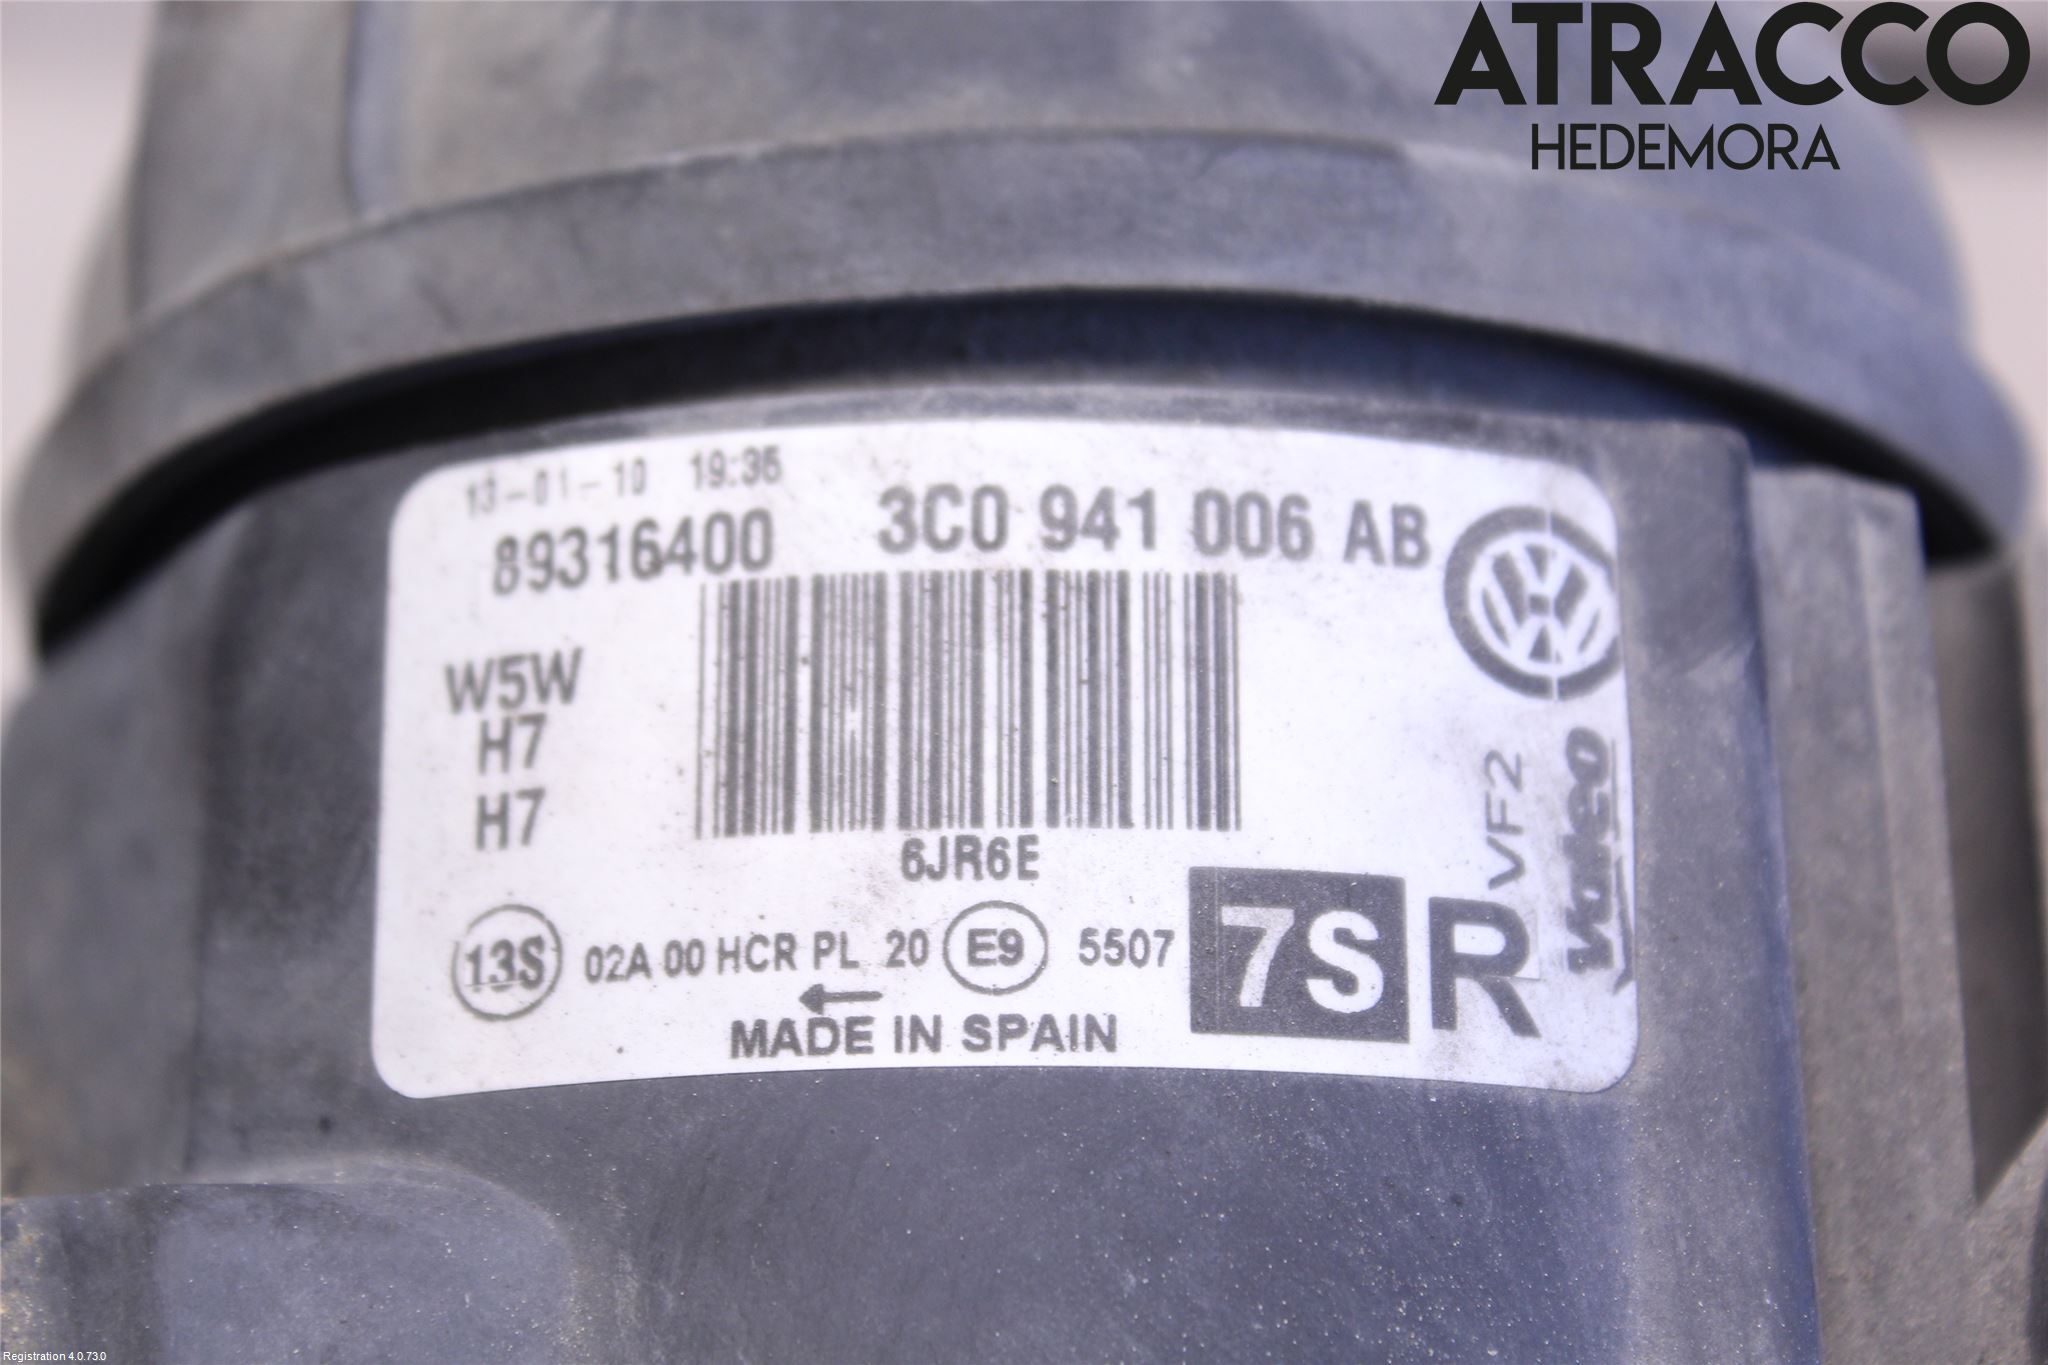 ATRACCO
HEDEMORA
13-01-10 19:36
89316400 3C0 941 006 AB
W5W
H7
H7
6JR6E
VF2
Valeo
13S 02A 00 HCR PL 20 E9 5507 7S R
←
MADE IN SPAIN
Registration 4.0.73.0